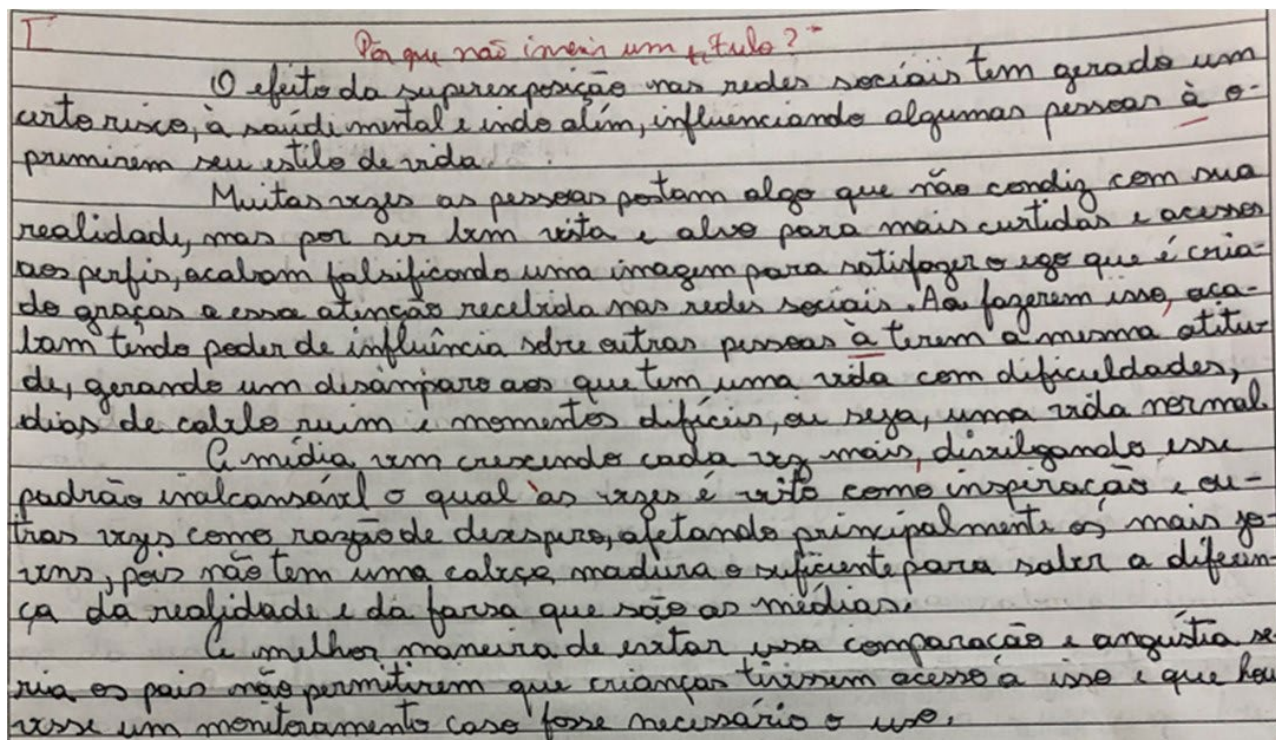 I
Por que não inserir um título?
O efeito da superexposição nas redes sociais tem gerado um
certo risco, à saúde mental e indo além, influenciando algumas pessoas à o-
primirem seu estilo de vida.
Muitas vezes as pessoas postam algo que não condiz com sua
realidade, mas por ser bem vista e alvo para mais curtidas e acessos
aos perfis, acabam falsificando uma imagem para satisfazer o ego que é cria-
do graças a essa atenção recebida nas redes sociais. Ao fazerem isso, aca-
bam tendo poder de influência sobre outras pessoas à terem a mesma atitu-
de, gerando um disâmparo aos que tem uma vida com dificuldades,
dias de cabelo ruim e momentos difíceis, ou seja, uma vida normal.
A mídia vem crescendo cada vez mais, divulgando esse
padrão inalcansável o qual às vezes é visto como inspiração e ou-
tras vezes como razão de desespero, afetando principalmente os mais jo-
vens, pois não tem uma cabeça madura o suficiente para saber a diferen-
ça da realidade e da farsa que são as médias.
A melhor maneira de evitar essa comparação e angústia se-
ria os pais não permitirem que crianças tivessem acesso à isso e que hou
vesse um monitoramento caso fosse necessário o uso.